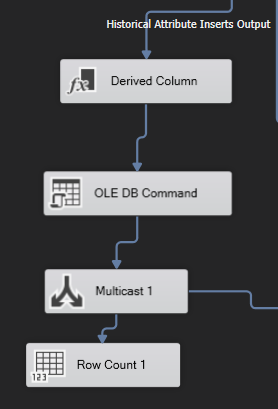 Historical Attribute Inserts Output
Derived Column
OLE DB Command
Multicast 1
Row Count 1